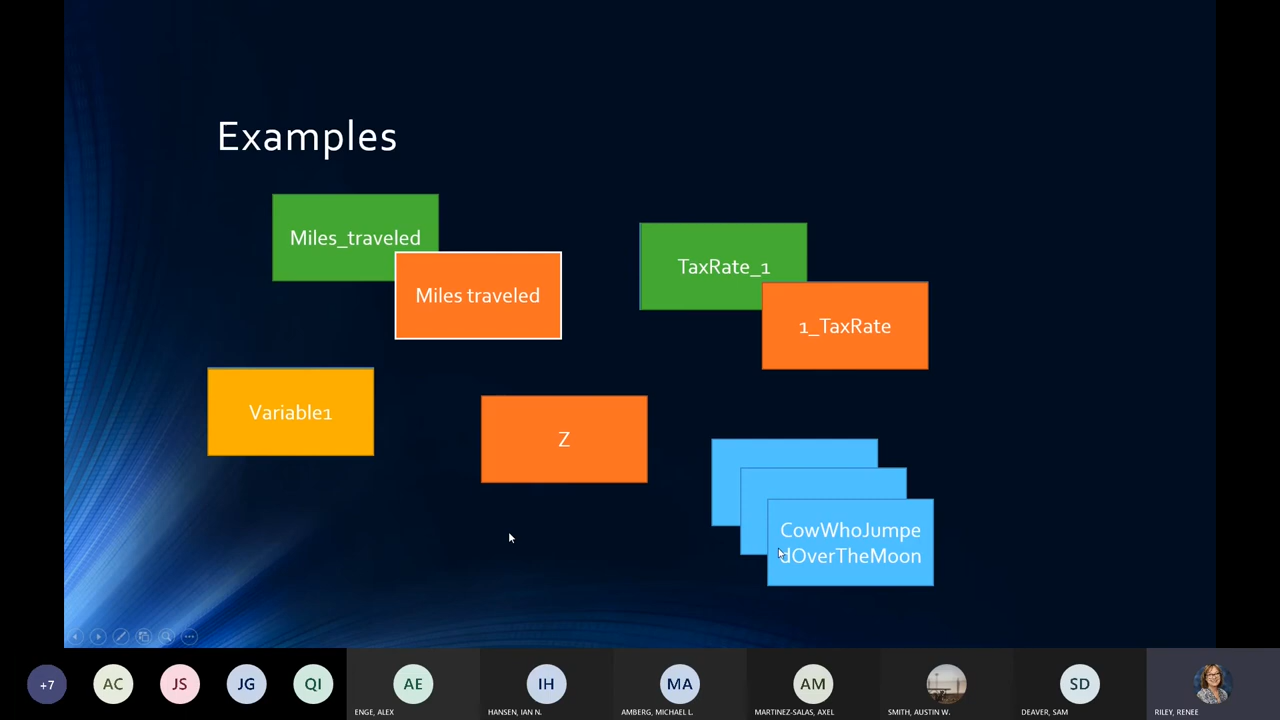 Examples
Miles_traveled
Miles traveled
TaxRate_1
1_TaxRate
Variable1
Z
CowWhoJumpe
dOverTheMoon
+7
AC
JS
JG
QI
AE
IH
MA
AM
SD
ENGE, ALEX
HANSEN, IAN N.
AMBERG, MICHAEL L.
MARTINEZ-SALAS, AXEL
SMITH, AUSTIN W.
DEAVER, SAM
RILEY, RENEE